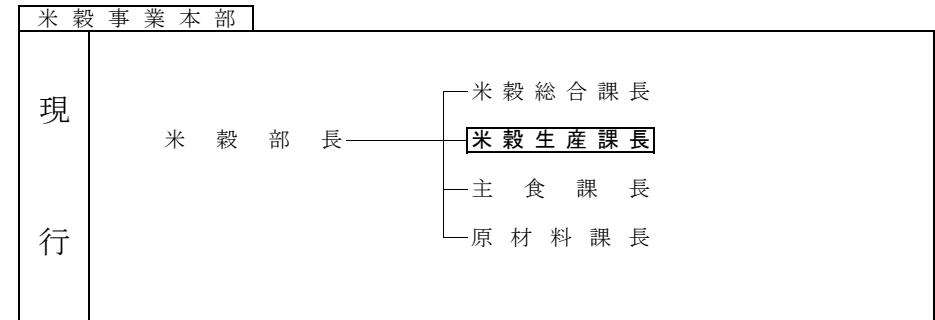 米穀事業本部
現行
米穀部長
米穀総合課長
米穀生産課長
主食課長
原材料課長